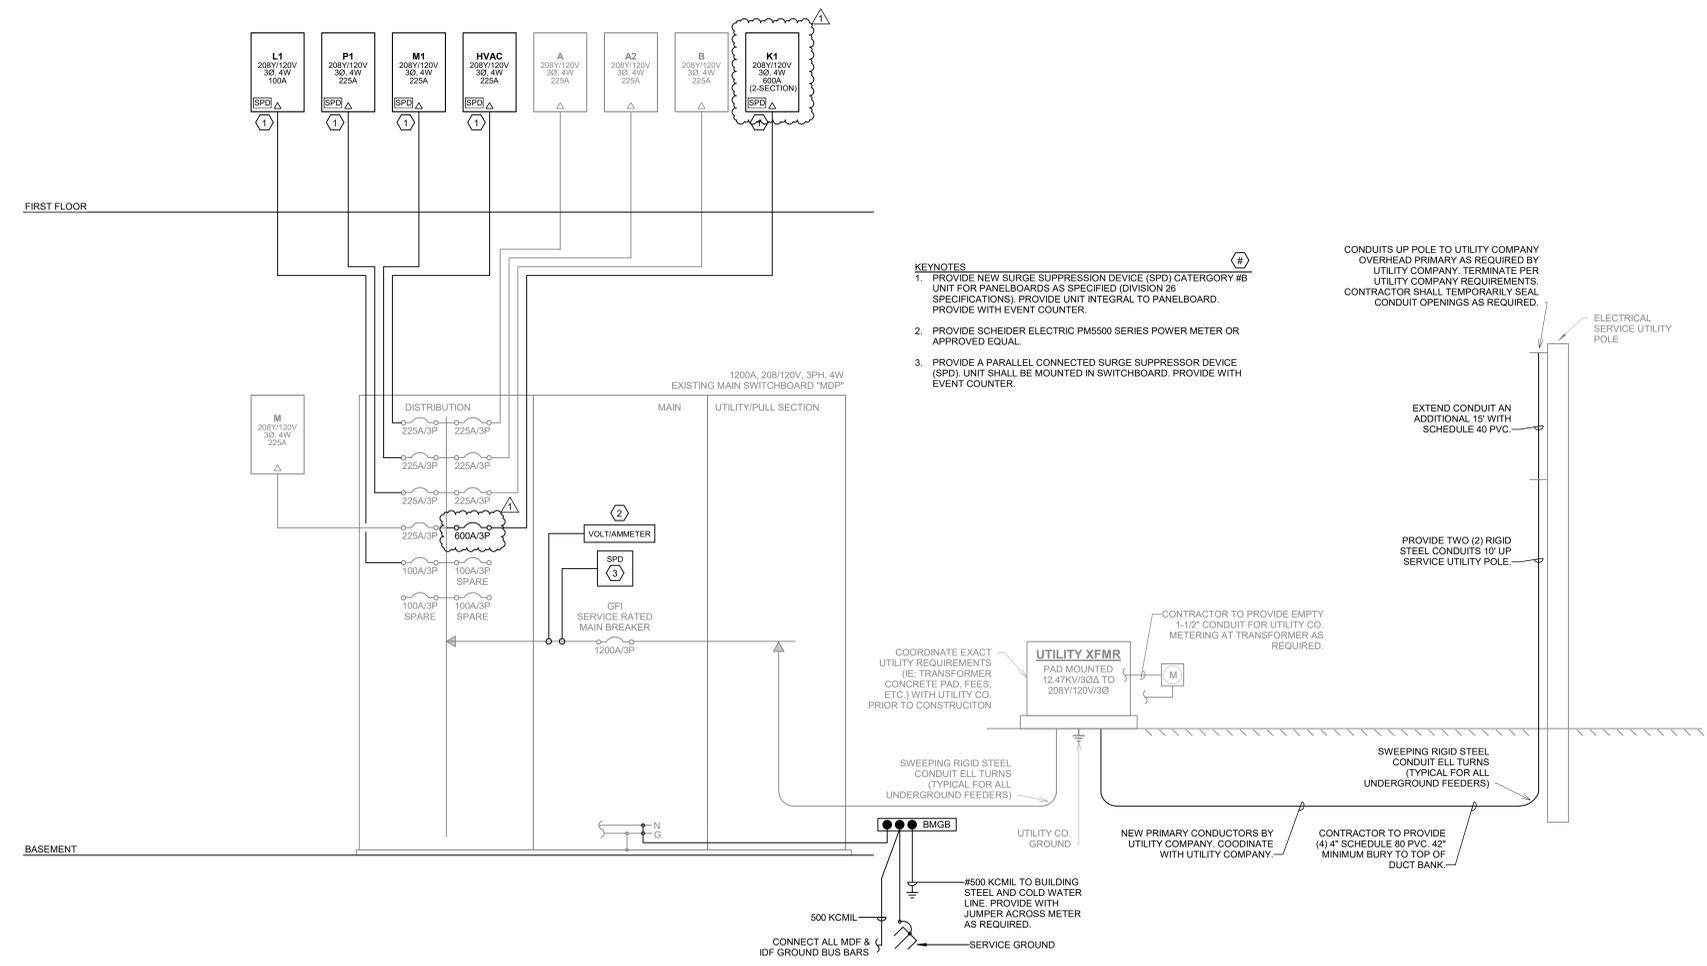 1
L1
208Y/120V
3Ø, 4W
100A
SPD
1
P1
208Y/120V
3Ø, 4W
225A
SPD
1
M1
208Y/120V
3Ø, 4W
225A
SPD
1
HVAC
208Y/120V
3Ø, 4W
225A
SPD
1
A
208Y/120V
3Ø, 4W
225A
A2
208Y/120V
3Ø, 4W
225A
B
208Y/120V
3Ø, 4W
225A
K1
208Y/120V
3Ø, 4W
600A
(2-SECTION)
SPD
1
FIRST FLOOR
KEYNOTES
#
1. PROVIDE NEW SURGE SUPPRESSION DEVICE (SPD) CATERGORY #B
UNIT FOR PANELBOARDS AS SPECIFIED (DIVISION 26
SPECIFICATIONS). PROVIDE UNIT INTEGRAL TO PANELBOARD.
PROVIDE WITH EVENT COUNTER.
2. PROVIDE SCHEIDER ELECTRIC PM5500 SERIES POWER METER OR
APPROVED EQUAL.
3. PROVIDE A PARALLEL CONNECTED SURGE SUPPRESSOR DEVICE
(SPD). UNIT SHALL BE MOUNTED IN SWITCHBOARD. PROVIDE WITH
EVENT COUNTER.
CONDUITS UP POLE TO UTILITY COMPANY
OVERHEAD PRIMARY AS REQUIRED BY
UTILITY COMPANY. TERMINATE PER
UTILITY COMPANY REQUIREMENTS.
CONTRACTOR SHALL TEMPORARILY SEAL
CONDUIT OPENINGS AS REQUIRED.
ELECTRICAL
SERVICE UTILITY
POLE
1200A, 208/120V, 3PH, 4W
EXISTING MAIN SWITCHBOARD "MDP"
DISTRIBUTION
MAIN
UTILITY/PULL SECTION
M
208Y/120V
3Ø. 4W
225A
225A/3P
225A/3P
225A/3P
225A/3P
225A/3P
225A/3P
1
225A/3P
600A/3P
100A/3P
100A/3P
SPARE
100A/3P
SPARE
100A/3P
SPARE
2
VOLT/AMMETER
SPD
3
GFI
SERVICE RATED
MAIN BREAKER
1200A/3P
EXTEND CONDUIT AN
ADDITIONAL 15' WITH
SCHEDULE 40 PVC.
PROVIDE TWO (2) RIGID
STEEL CONDUITS 10' UP
SERVICE UTILITY POLE.
COORDINATE EXACT
UTILITY REQUIREMENTS
(IE: TRANSFORMER
CONCRETE PAD, FEES,
ETC.) WITH UTILITY CO.
PRIOR TO CONSTRUCITON
UTILITY XFMR
PAD MOUNTED
12.47KV/3Ø∆ TO
208Y/120V/3Ø
CONTRACTOR TO PROVIDE EMPTY
1-1/2" CONDUIT FOR UTILITY CO.
METERING AT TRANSFORMER AS
REQUIRED.
M
SWEEPING RIGID STEEL
CONDUIT ELL TURNS
(TYPICAL FOR ALL
UNDERGROUND FEEDERS)
SWEEPING RIGID STEEL
CONDUIT ELL TURNS
(TYPICAL FOR ALL
UNDERGROUND FEEDERS)
UTILITY CO.
GROUND
NEW PRIMARY CONDUCTORS BY
UTILITY COMPANY. COODINATE
WITH UTILITY COMPANY.
CONTRACTOR TO PROVIDE
(4) 4" SCHEDULE 80 PVC. 42"
MINIMUM BURY TO TOP OF
DUCT BANK.
N
G
BMGB
BASEMENT
#500 KCMIL TO BUILDING
STEEL AND COLD WATER
LINE. PROVIDE WITH
JUMPER ACROSS METER
AS REQUIRED.
500 KCMIL
CONNECT ALL MDF &
IDF GROUND BUS BARS
SERVICE GROUND